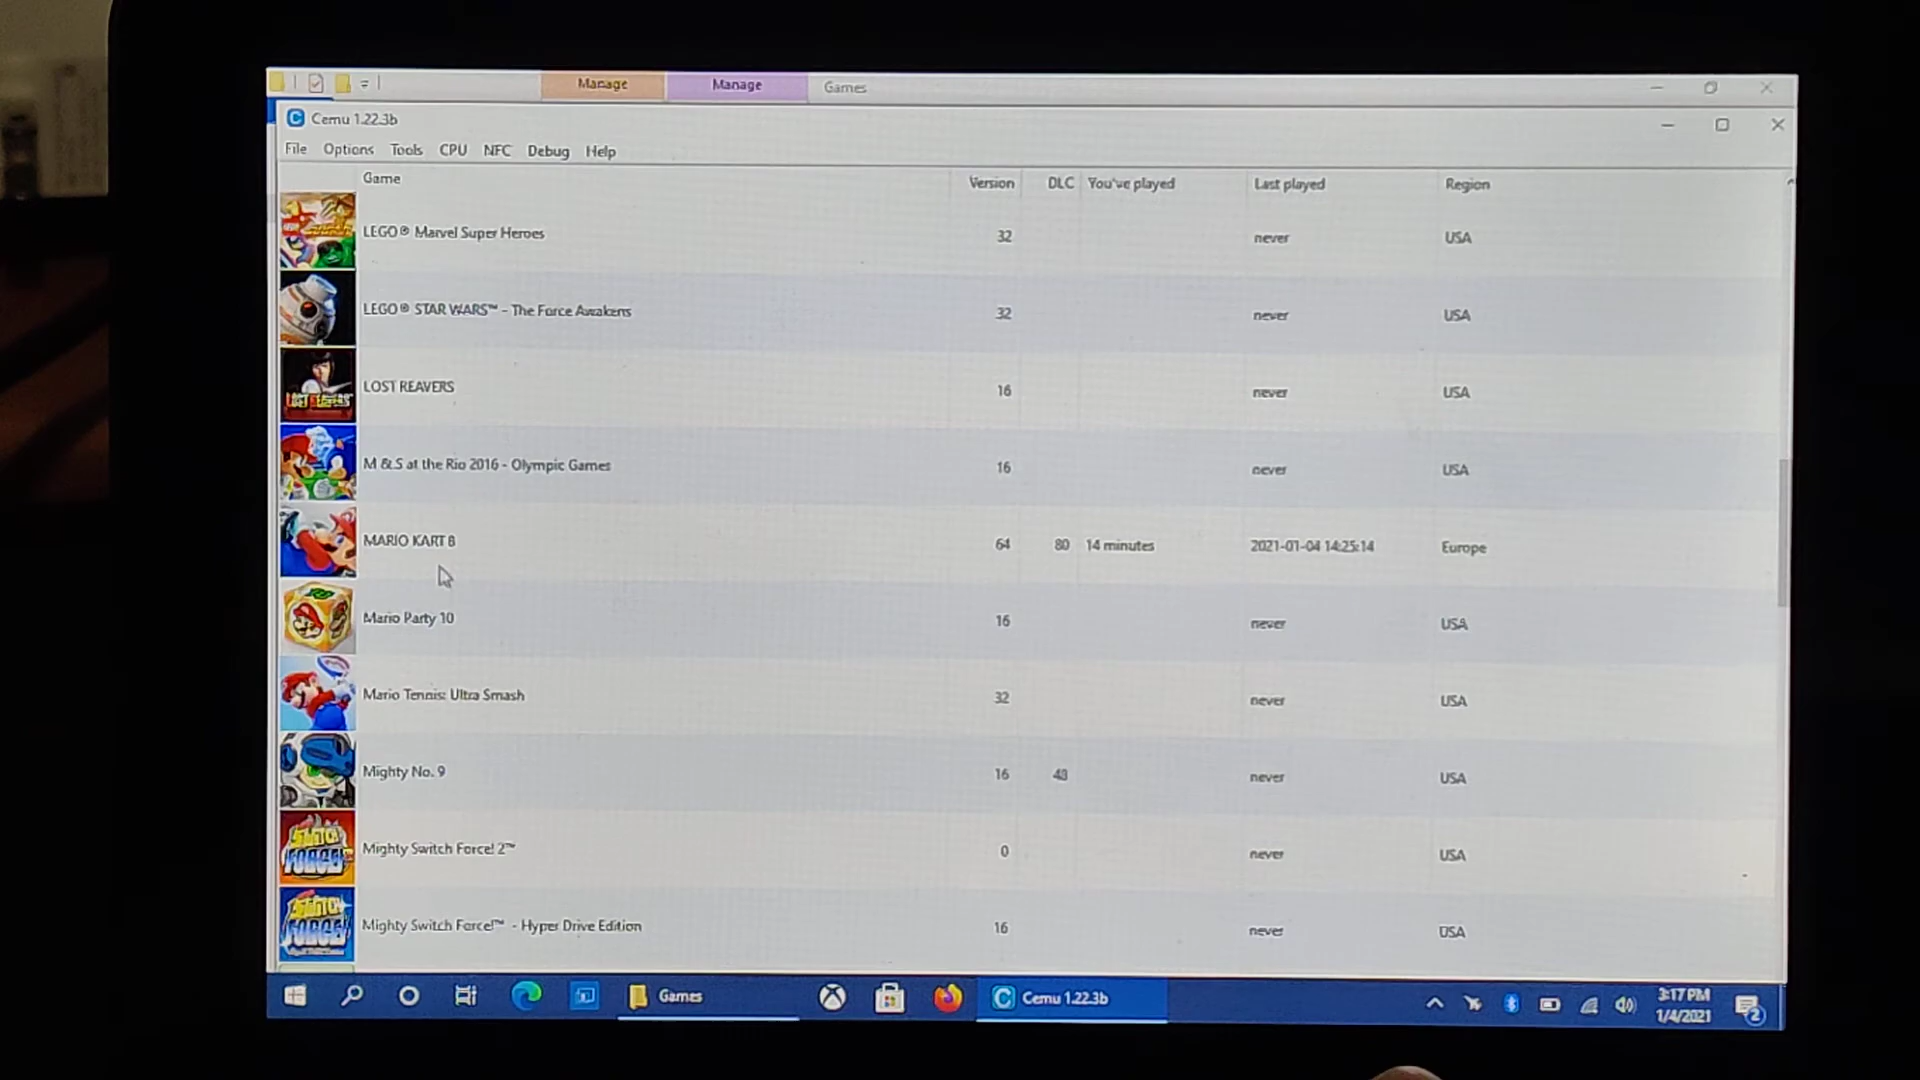 Manage Manage Games
Cemu 1.22.3b
File Options Tools CPU NFC Debug Help
Game Version DLC You've played Last played Region
LEGO® Marvel Super Heroes 32 never USA
LEGO® STAR WARS™ - The Force Awakens 32 never USA
LOST REAVERS 16 never USA
M & S at the Rio 2016 - Olympic Games 16 never USA
MARIO KART 8 64 80 14 minutes 2021-01-04 14:25:14 Europe
Mario Party 10 16 never USA
Mario Tennis: Ultra Smash 32 never USA
Mighty No. 9 16 48 never USA
Mighty Switch Force! 2™ 0 never USA
Mighty Switch Force!™ - Hyper Drive Edition 16 never USA
Games Cemu 1.22.3b 3:17 PM
1/4/2021 2